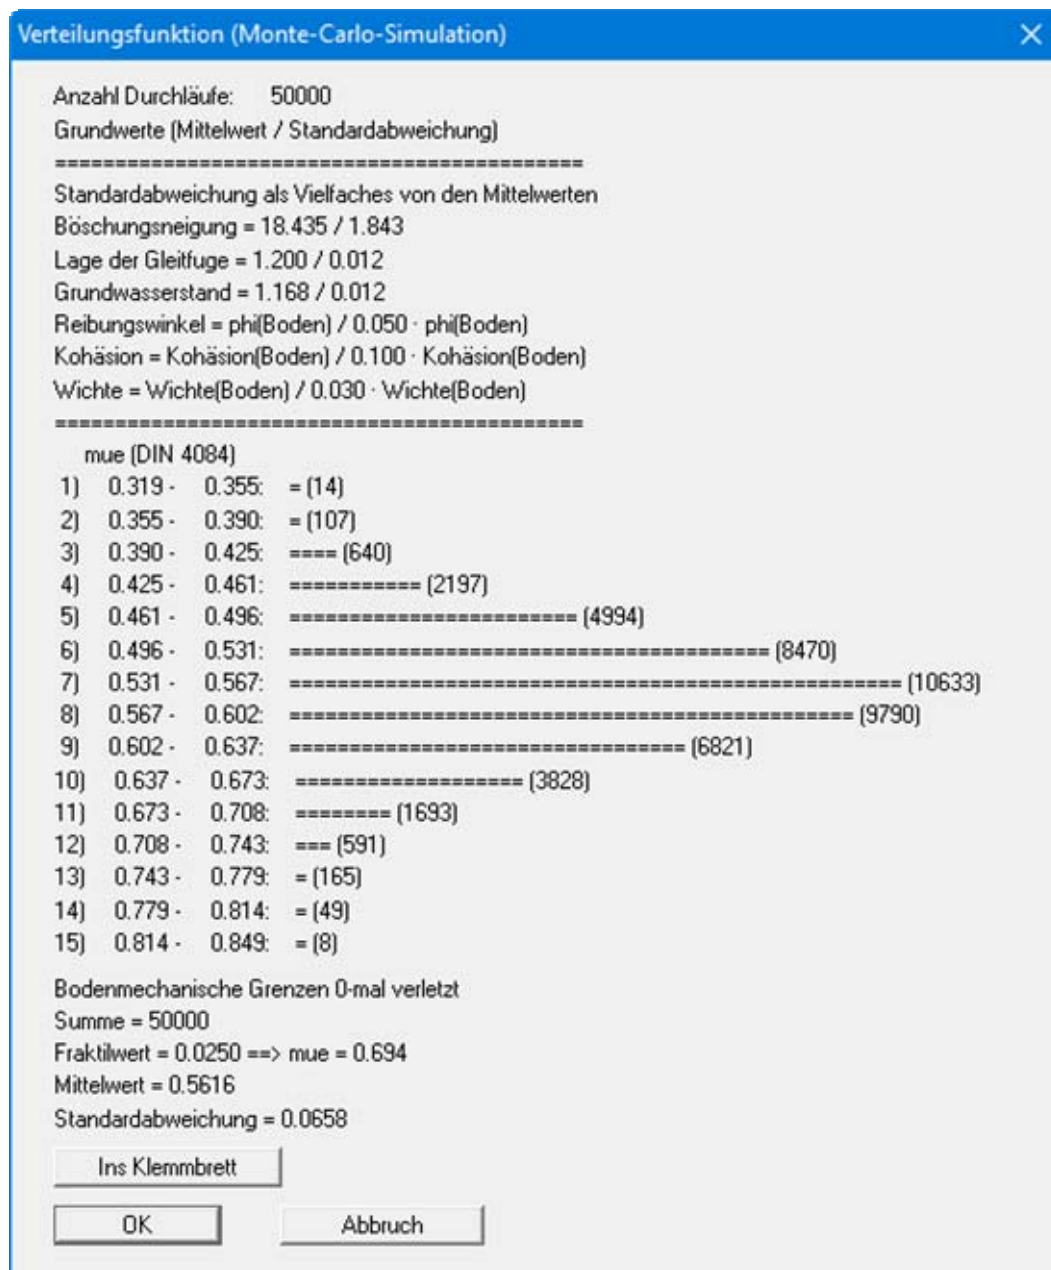 Verteilungsfunktion (Monte-Carlo-Simulation)
Anzahl Durchläufe: 50000
Grundwerte (Mittelwert / Standardabweichung)
============================================
Standardabweichung als Vielfaches von den Mittelwerten
Böschungsneigung = 18.435 / 1.843
Lage der Gleitfuge = 1.200 / 0.012
Grundwasserstand = 1.168 / 0.012
Reibungswinkel = phi(Boden) / 0.050 · phi(Boden)
Kohäsion = Kohäsion(Boden) / 0.100 · Kohäsion(Boden)
Wichte = Wichte(Boden) / 0.030 · Wichte(Boden)
============================================
mue (DIN 4084)
1) 0.319 - 0.355: = (14)
2) 0.355 - 0.390: = (107)
3) 0.390 - 0.425: ==== (640)
4) 0.425 - 0.461: =========== (2197)
5) 0.461 - 0.496: ======================== (4994)
6) 0.496 - 0.531: ======================================== (8470)
7) 0.531 - 0.567: =================================================== (10633)
8) 0.567 - 0.602: =============================================== (9790)
9) 0.602 - 0.637: ================================= (6821)
10) 0.637 - 0.673: =================== (3828)
11) 0.673 - 0.708: ======== (1693)
12) 0.708 - 0.743: === (591)
13) 0.743 - 0.779: = (165)
14) 0.779 - 0.814: = (49)
15) 0.814 - 0.849: = (8)
Bodenmechanische Grenzen 0-mal verletzt
Summe = 50000
Fraktilwert = 0.0250 ==> mue = 0.694
Mittelwert = 0.5616
Standardabweichung = 0.0658
Ins Klemmbrett
OK Abbruch